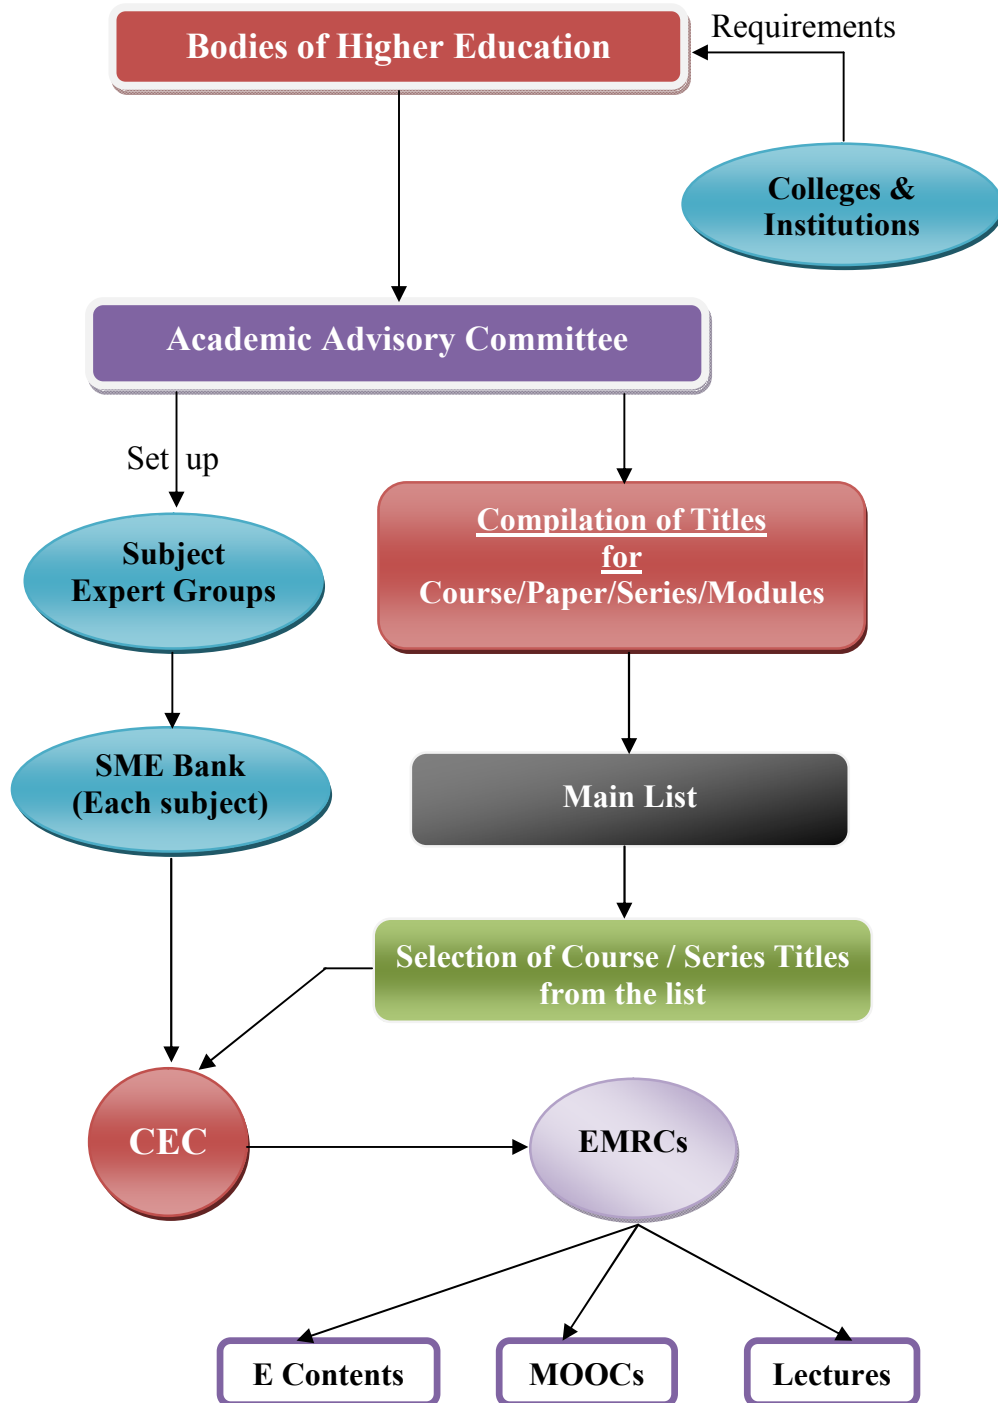 Requirements
Bodies of Higher Education
Colleges &
Institutions
Academic Advisory Committee
Set up
Subject
Expert Groups
Compilation of Titles
for
Course/Paper/Series/Modules
SME Bank
(Each subject)
Main List
Selection of Course / Series Titles
from the list
CEC
EMRCs
E Contents
MOOCs
Lectures